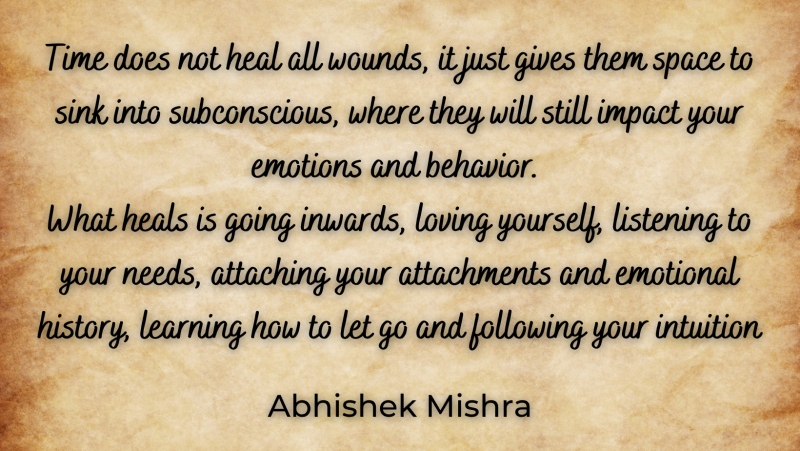 Time does not heal all wounds, it just gives them space to
sink into subconscious, where they will still impact your
emotions and behavior.
What heals is going inwards, loving yourself, listening to
your needs, attaching your attachments and emotional
history, learning how to let go and following your intuition
Abhishek Mishra